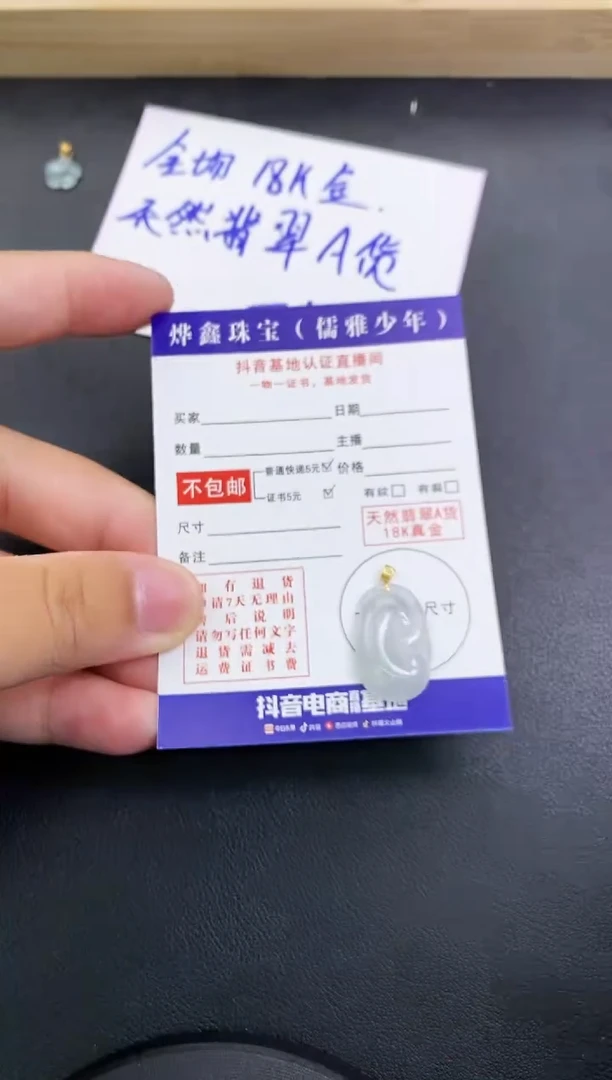 全场 18K金.
天然翡翠A货
烨鑫珠宝（儒雅少年）
抖音基地认证直播间
一物一证书，基地发货
买家 日期
数量 主播
不包邮 普通快递5元 证书5元 价格
有纹 有棉
天然翡翠A货
18K真金
尺寸
备注
有退货
请7天无理由
后说明
请勿写任何文字
退货需减去
运费证书费
尺寸
抖音电商
抖音